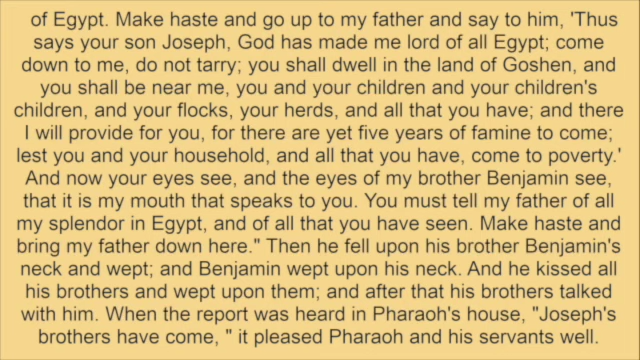 of Egypt. Make haste and go up to my father and say to him, 'Thus
says your son Joseph, God has made me lord of all Egypt; come
down to me, do not tarry; you shall dwell in the land of Goshen, and
you shall be near me, you and your children and your children's
children, and your flocks, your herds, and all that you have; and there
I will provide for you, for there are yet five years of famine to come;
lest you and your household, and all that you have, come to poverty.'
And now your eyes see, and the eyes of my brother Benjamin see,
that it is my mouth that speaks to you. You must tell my father of all
my splendor in Egypt, and of all that you have seen. Make haste and
bring my father down here." Then he fell upon his brother Benjamin's
neck and wept; and Benjamin wept upon his neck. And he kissed all
his brothers and wept upon them; and after that his brothers talked
with him. When the report was heard in Pharaoh's house, "Joseph's
brothers have come, " it pleased Pharaoh and his servants well.